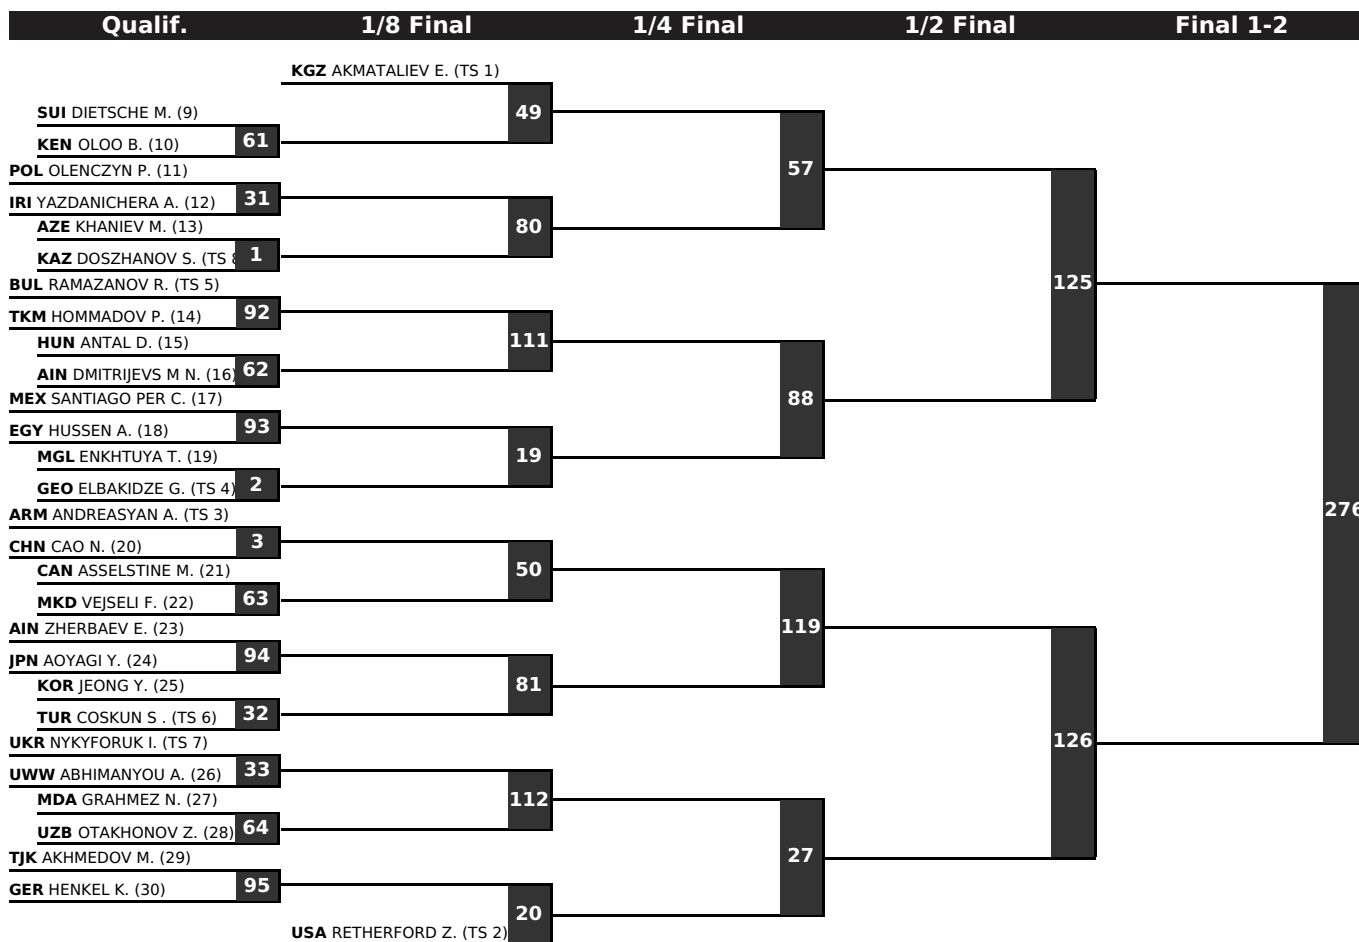 Qualif. 1/8 Final 1/4 Final 1/2 Final Final 1-2
KGZ AKMATALIEV E. (TS 1)
49
SUI DIETSCHE M. (9)
KEN OLOO B. (10) 61
POL OLENCZYN P. (11)
57
IRI YAZDANICHERA A. (12) 31
AZE KHANIEV M. (13)
80
KAZ DOSZHANOV S. (TS 1
BUL RAMAZANOV R. (TS 5)
125
TKM HOMMADOV P. (14) 92
HUN ANTAL D. (15)
111
AIN DMITRIJEVS M N. (16) 62
MEX SANTIAGO PER C. (17)
88
EGY HUSSEN A. (18) 93
MGL ENKHTUYA T. (19)
19
GEO ELBAKIDZE G. (TS 4) 2
ARM ANDREASYAN A. (TS 3)
276
CHN CAO N. (20) 3
CAN ASSELSTINE M. (21)
50
MKD VEJSELI F. (22) 63
AIN ZHERBAEV E. (23)
119
JPN AOYAGI Y. (24) 94
KOR JEONG Y. (25)
81
TUR COSKUN S . (TS 6) 32
UKR NYKYFORUK I. (TS 7)
126
UWW ABHIMANYOU A. (26) 33
MDA GRAHMEZ N. (27)
112
UZB OTAKHONOV Z. (28) 64
TJK AKHMEDOV M. (29)
27
GER HENKEL K. (30) 95
20
USA RETHERFORD Z. (TS 2)